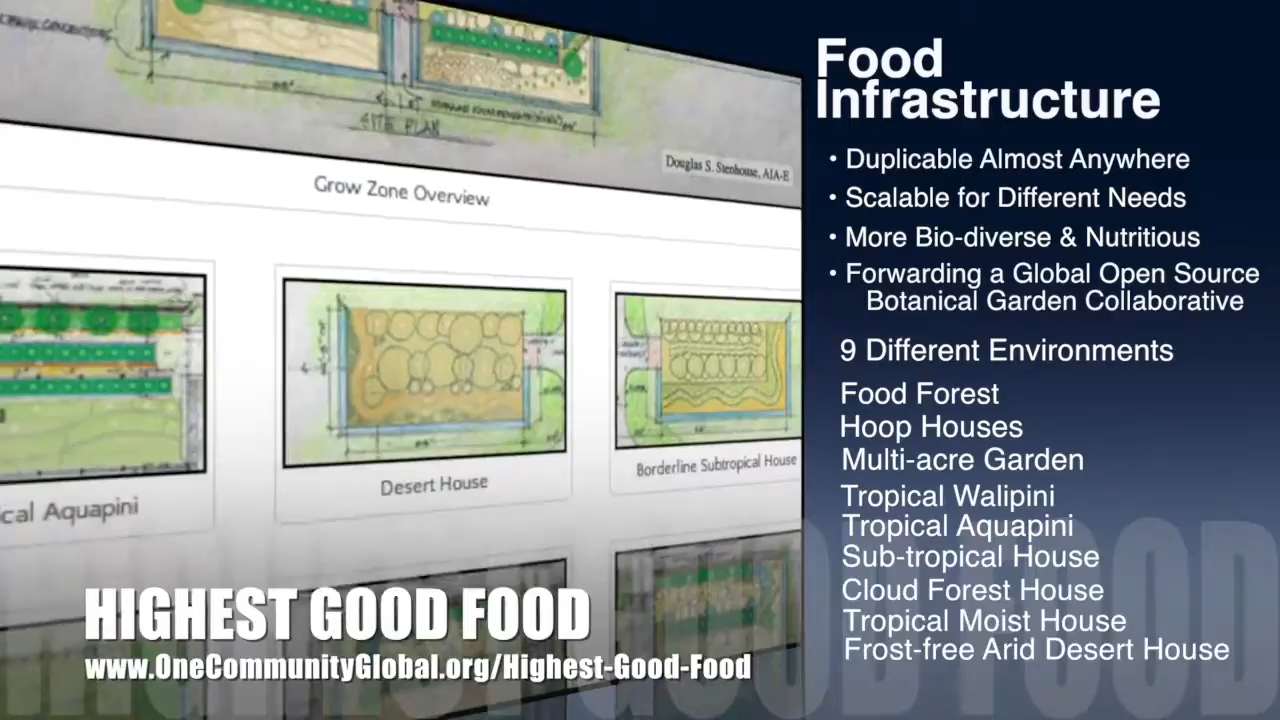 SITE PLAN
Douglas S. Stenhouse, AIA-E
Grow Zone Overview
cal Aquapini
Desert House
Borderline Subtropical House
HIGHEST GOOD FOOD
www.OneCommunityGlobal.org/Highest-Good-Food
Food
Infrastructure
• Duplicable Almost Anywhere
• Scalable for Different Needs
• More Bio-diverse & Nutritious
• Forwarding a Global Open Source
Botanical Garden Collaborative
9 Different Environments
Food Forest
Hoop Houses
Multi-acre Garden
Tropical Walipini
Tropical Aquapini
Sub-tropical House
Cloud Forest House
Tropical Moist House
Frost-free Arid Desert House
HIGHEST GOOD FOOD